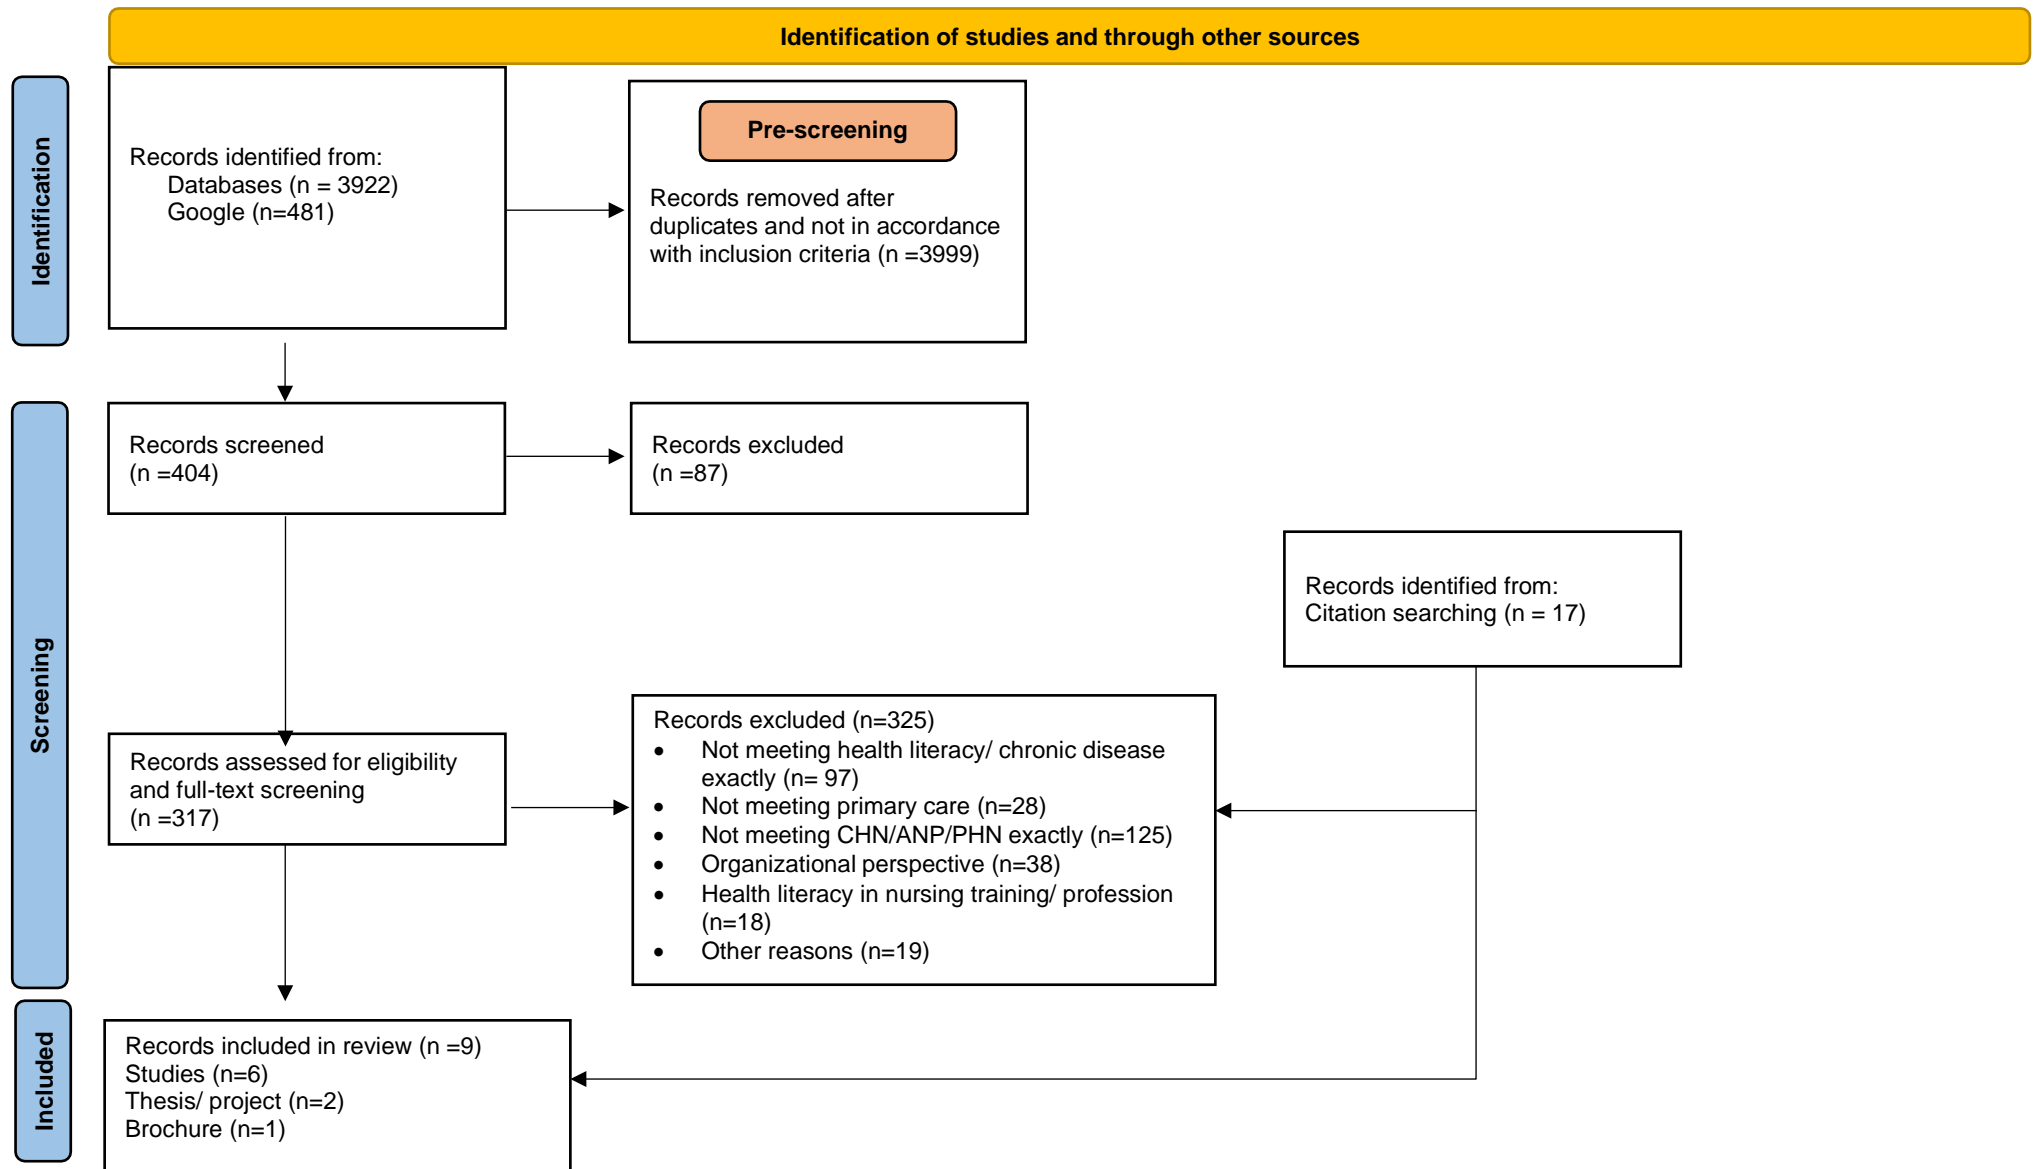 Identification of studies and through other sources
Identification
Records identified from:
Databases (n = 3922)
Google (n=481)
Pre-screening
Records removed after
duplicates and not in accordance
with inclusion criteria (n =3999)
Screening
Records screened
(n =404)
Records excluded
(n =87)
Records identified from:
Citation searching (n = 17)
Records assessed for eligibility
and full-text screening
(n =317)
Records excluded (n=325)
• Not meeting health literacy/ chronic disease
exactly (n= 97)
• Not meeting primary care (n=28)
• Not meeting CHN/ANP/PHN exactly (n=125)
• Organizational perspective (n=38)
• Health literacy in nursing training/ profession
(n=18)
• Other reasons (n=19)
Included
Records included in review (n =9)
Studies (n=6)
Thesis/ project (n=2)
Brochure (n=1)